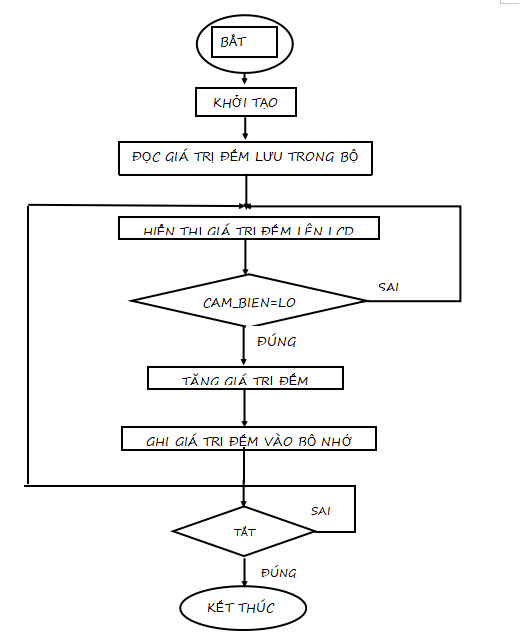 BẮT
KHỞI TẠO
ĐỌC GIÁ TRỊ ĐẾM LƯU TRONG BỘ
HIỂN THỊ GIÁ TRỊ ĐẾM LÊN LCD
SAI
CAM_BIEN=LO
ĐÚNG
TĂNG GIÁ TRỊ ĐẾM
GHI GIÁ TRỊ ĐẾM VÀO BỘ NHỚ
SAI
TẮT
ĐÚNG
KẾT THÚC